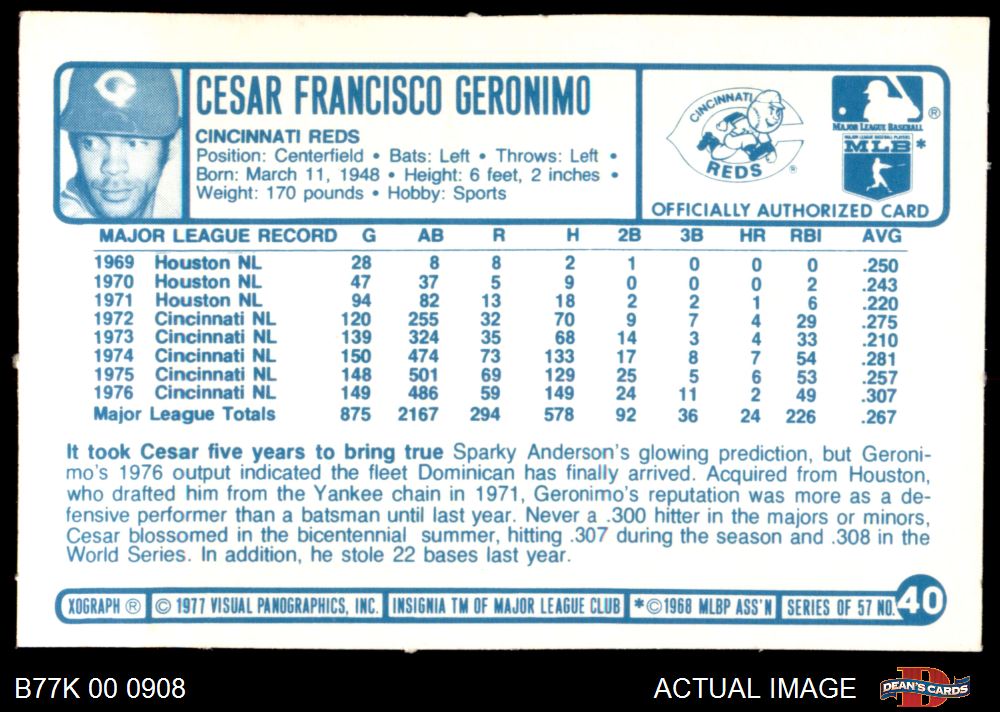 CESAR FRANCISCO GERONIMO
CINCINNATI REDS
Position: Centerfield • Bats: Left • Throws: Left •
Born: March 11, 1948 • Height: 6 feet, 2 inches •
Weight: 170 pounds • Hobby: Sports
CINCINNATI
REDS
®
®
MAJOR LEAGUE BASEBALL
MAJOR LEAGUE BASEBALL PLAYERS
MLB *
OFFICIALLY AUTHORIZED CARD
MAJOR LEAGUE RECORD G AB R H 2B 3B HR RBI AVG
1969 Houston NL 28 8 8 2 1 0 0 0 .250
1970 Houston NL 47 37 5 9 0 0 0 2 .243
1971 Houston NL 94 82 13 18 2 2 1 6 .220
1972 Cincinnati NL 120 255 32 70 9 7 4 29 .275
1973 Cincinnati NL 139 324 35 68 14 3 4 33 .210
1974 Cincinnati NL 150 474 73 133 17 8 7 54 .281
1975 Cincinnati NL 148 501 69 129 25 5 6 53 .257
1976 Cincinnati NL 149 486 59 149 24 11 2 49 .307
Major League Totals 875 2167 294 578 92 36 24 226 .267
It took Cesar five years to bring true Sparky Anderson's glowing prediction, but Geroni-
mo's 1976 output indicated the fleet Dominican has finally arrived. Acquired from Houston,
who drafted him from the Yankee chain in 1971, Geronimo's reputation was more as a de-
fensive performer than a batsman until last year. Never a .300 hitter in the majors or minors,
Cesar blossomed in the bicentennial summer, hitting .307 during the season and .308 in the
World Series. In addition, he stole 22 bases last year.
XOGRAPH ® © 1977 VISUAL PANOGRAPHICS, INC. INSIGNIA TM OF MAJOR LEAGUE CLUB *©1968 MLBP ASS'N SERIES OF 57 NO. 40
B77K 00 0908
ACTUAL IMAGE
D
DEAN'S CARDS